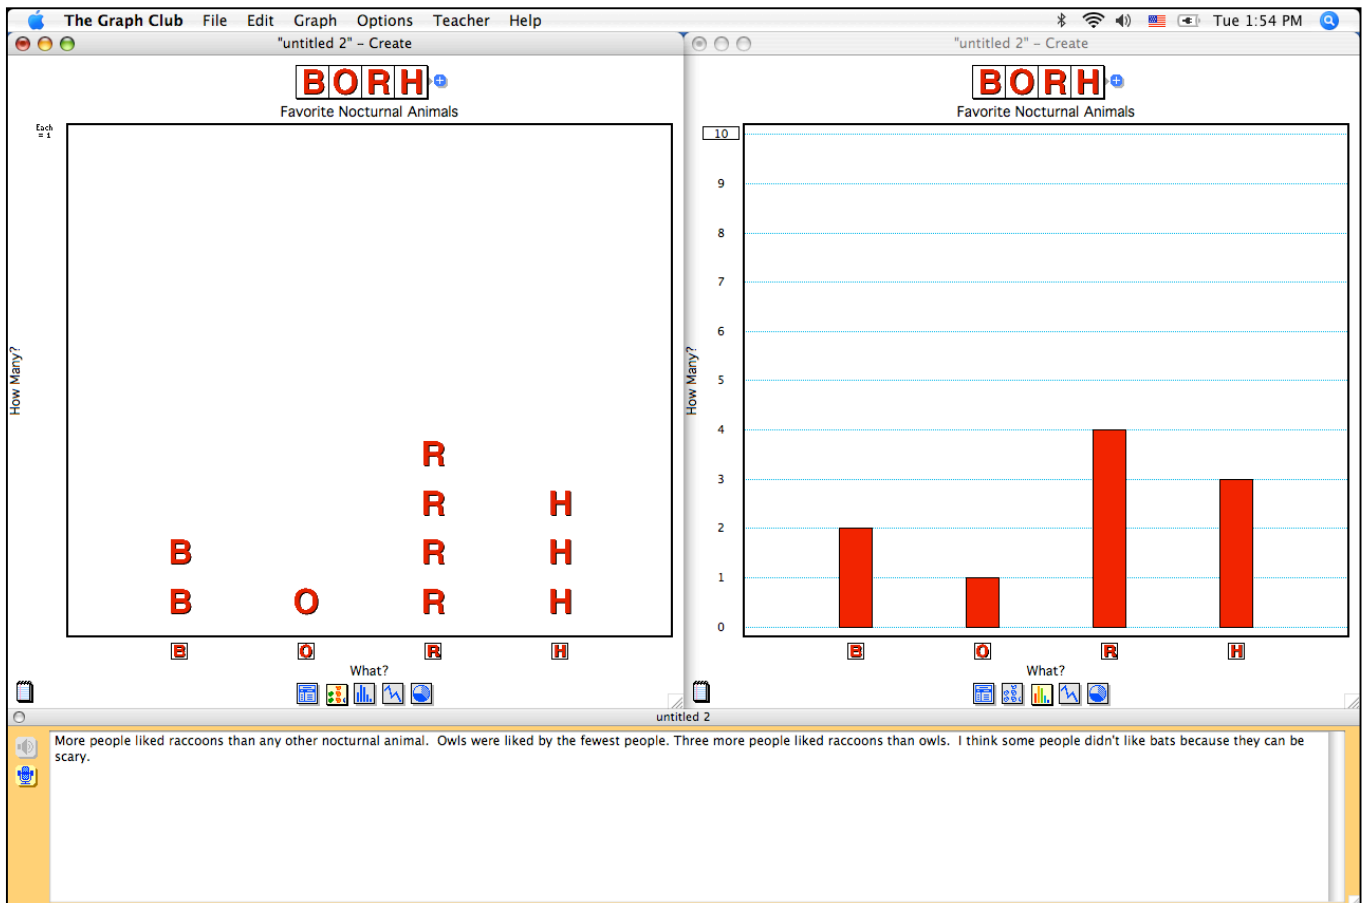 The Graph Club File Edit Graph Options Teacher Help Tue 1:54 PM
"untitled 2" – Create
BORH
Favorite Nocturnal Animals
Each
= 1
How Many?
R
R H
B R H
B O R H
B O R H
What?
"untitled 2" – Create
BORH
Favorite Nocturnal Animals
10
9
8
7
6
5
4
3
2
1
0
How Many?
B O R H
What?
untitled 2
More people liked raccoons than any other nocturnal animal. Owls were liked by the fewest people. Three more people liked raccoons than owls. I think some people didn't like bats because they can be
scary.